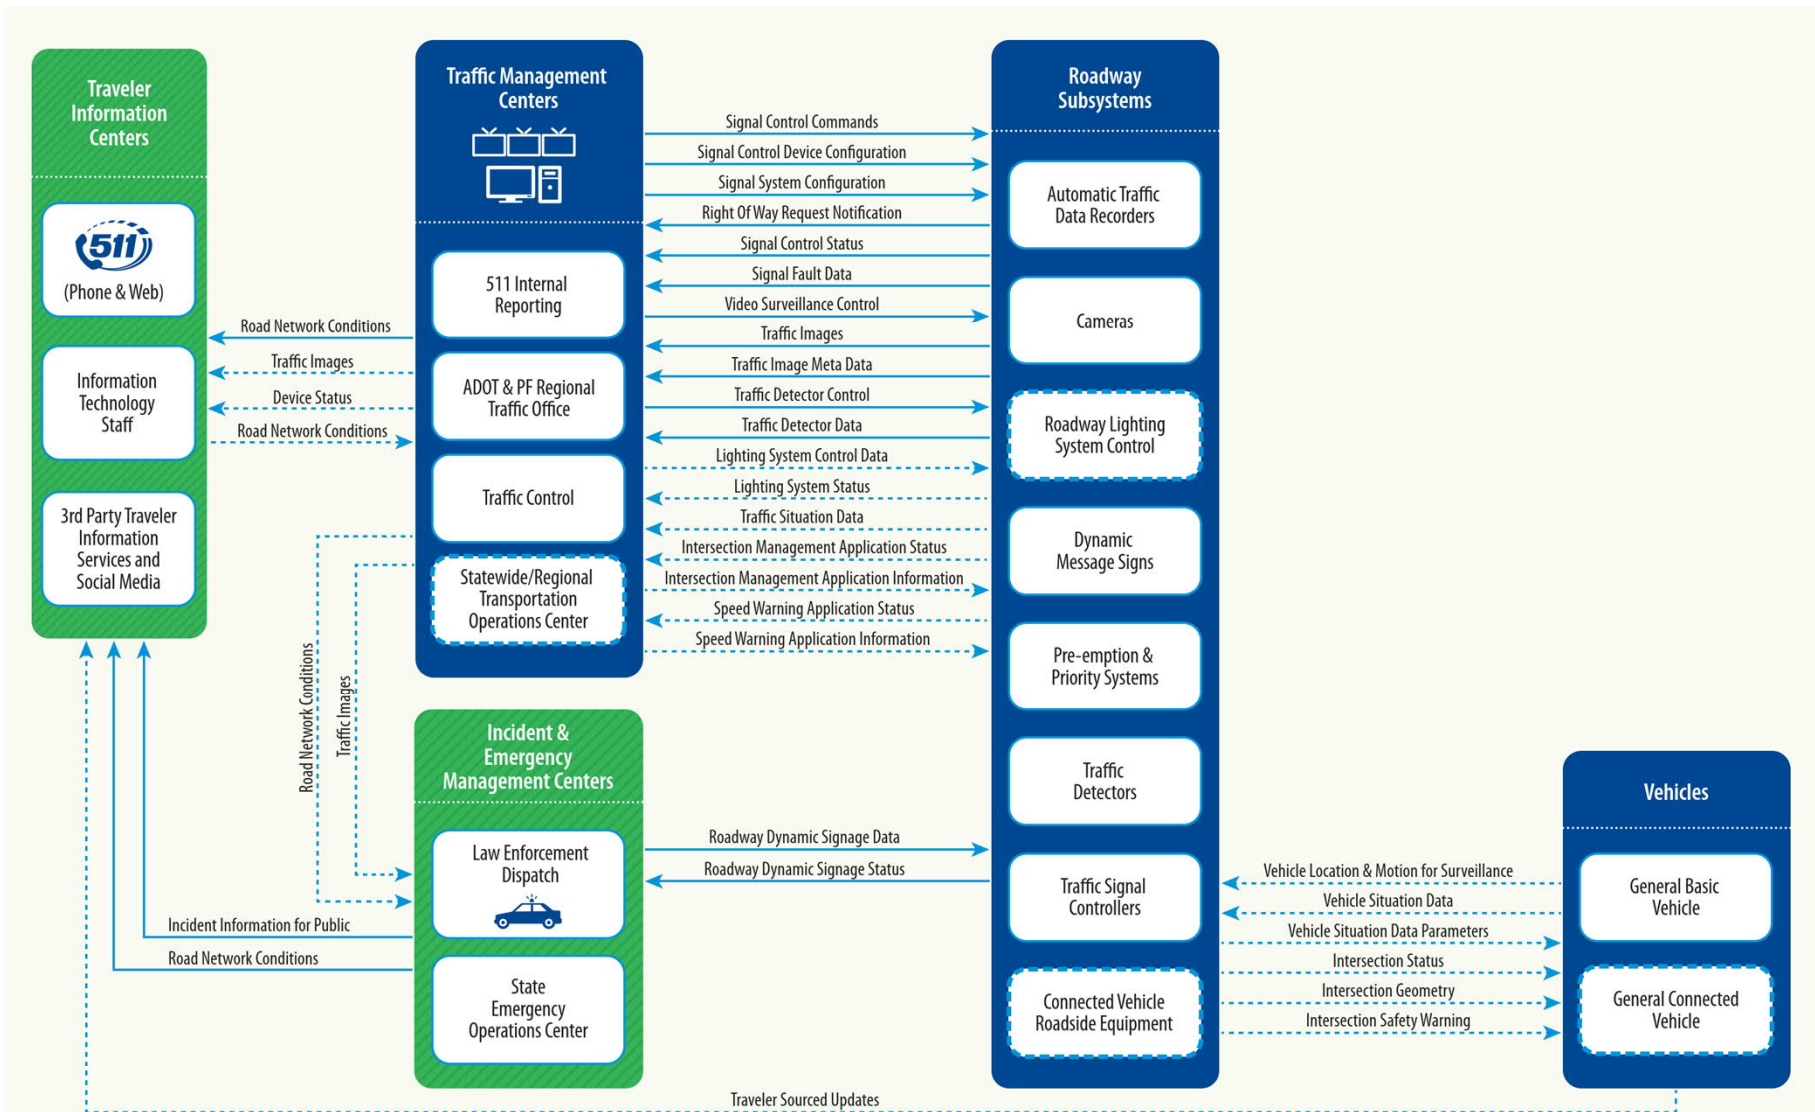 Traveler
Information
Centers
511
(Phone & Web)
Information
Technology
Staff
3rd Party Traveler
Information
Services and
Social Media
Road Network Conditions
Traffic Images
Device Status
Road Network Conditions
Traffic Management
Centers
511 Internal
Reporting
ADOT & PF Regional
Traffic Office
Traffic Control
Statewide/Regional
Transportation
Operations Center
Road Network Conditions
Traffic Images
Incident &
Emergency
Management Centers
Law Enforcement
Dispatch
State
Emergency
Operations Center
Incident Information for Public
Road Network Conditions
Signal Control Commands
Signal Control Device Configuration
Signal System Configuration
Right Of Way Request Notification
Signal Control Status
Signal Fault Data
Video Surveillance Control
Traffic Images
Traffic Image Meta Data
Traffic Detector Control
Traffic Detector Data
Lighting System Control Data
Lighting System Status
Traffic Situation Data
Intersection Management Application Status
Intersection Management Application Information
Speed Warning Application Status
Speed Warning Application Information
Roadway Dynamic Signage Data
Roadway Dynamic Signage Status
Roadway
Subsystems
Automatic Traffic
Data Recorders
Cameras
Roadway Lighting
System Control
Dynamic
Message Signs
Pre-emption &
Priority Systems
Traffic
Detectors
Traffic Signal
Controllers
Connected Vehicle
Roadside Equipment
Vehicle Location & Motion for Surveillance
Vehicle Situation Data
Vehicle Situation Data Parameters
Intersection Status
Intersection Geometry
Intersection Safety Warning
Vehicles
General Basic
Vehicle
General Connected
Vehicle
Traveler Sourced Updates